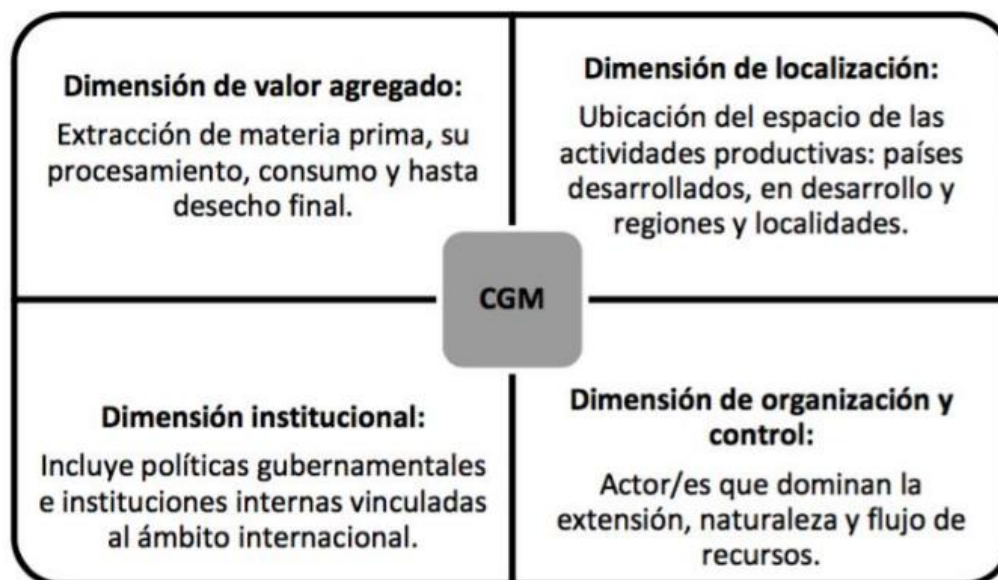 Dimensión de valor agregado:
Extracción de materia prima, su
procesamiento, consumo y hasta
desecho final.
Dimensión de localización:
Ubicación del espacio de las
actividades productivas: países
desarrollados, en desarrollo y
regiones y localidades.
CGM
Dimensión institucional:
Incluye políticas gubernamentales
e instituciones internas vinculadas
al ámbito internacional.
Dimensión de organización y
control:
Actor/es que dominan la
extensión, naturaleza y flujo de
recursos.